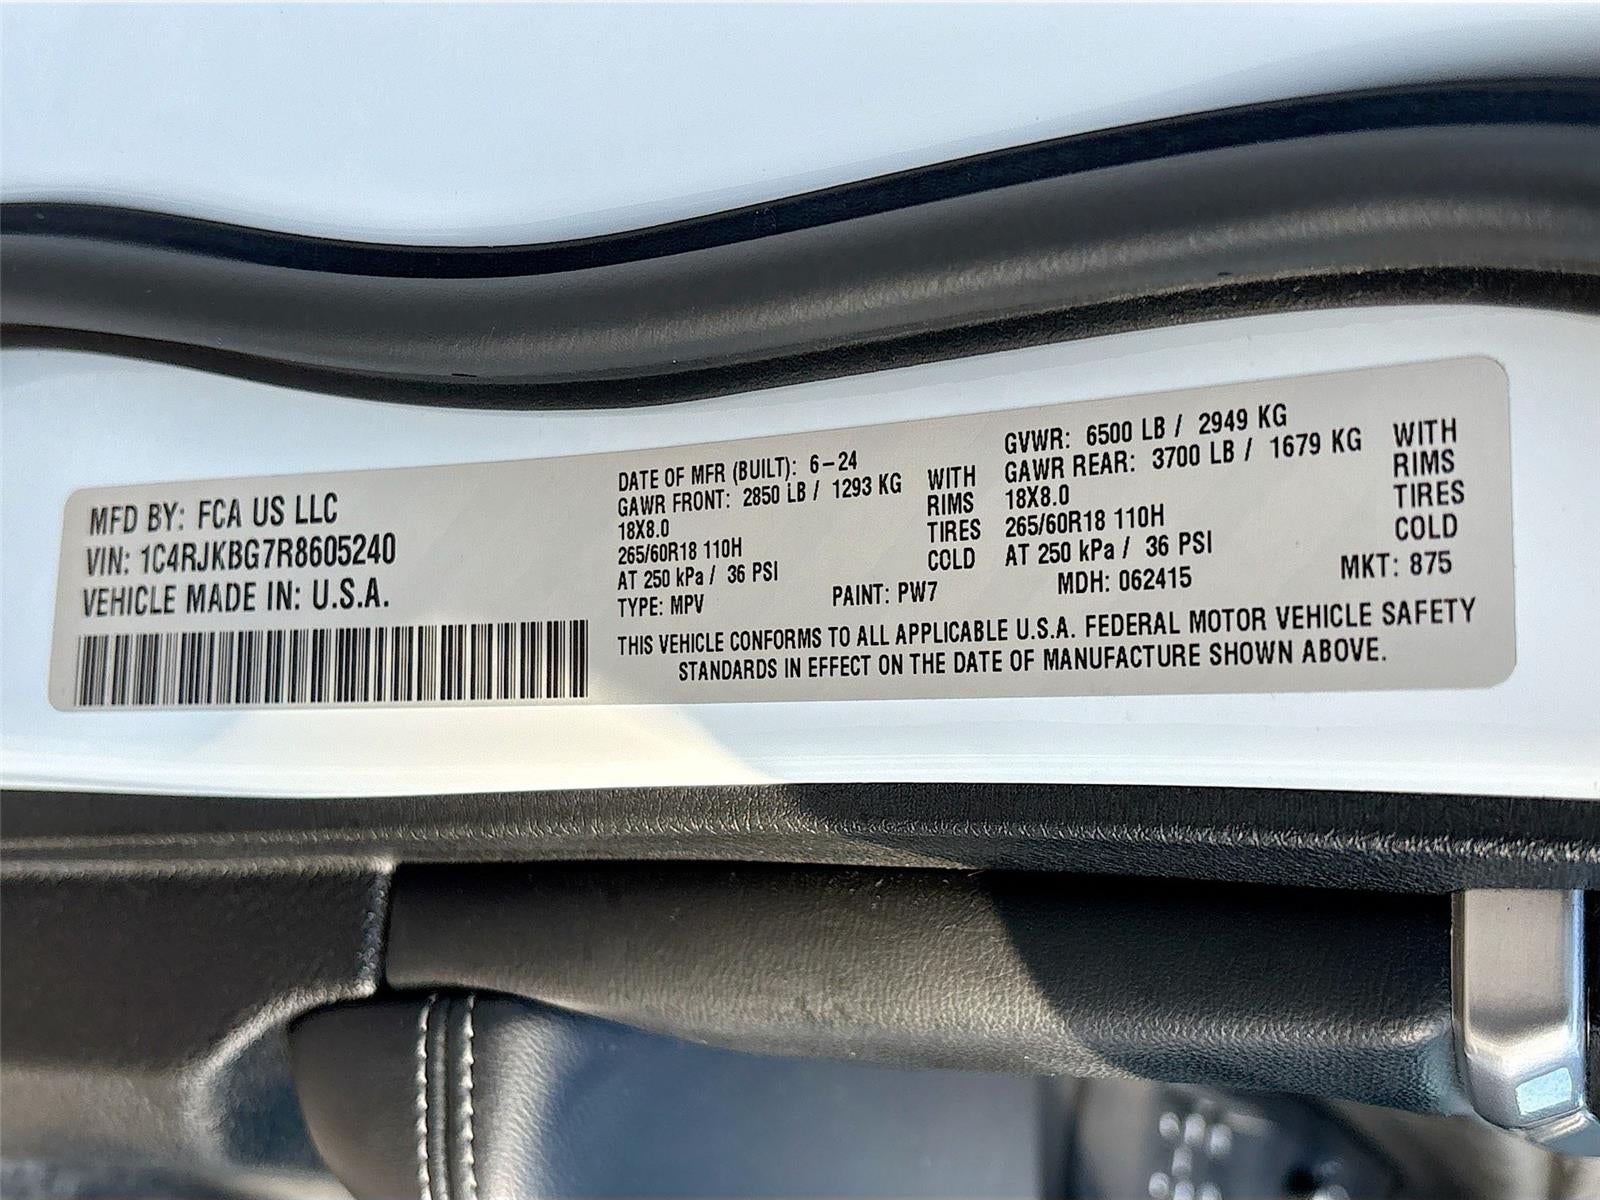 MFD BY: FCA US LLC
VIN: 1C4RJKBG7R8605240
VEHICLE MADE IN: U.S.A.
DATE OF MFR (BUILT): 6-24
GAWR FRONT: 2850 LB / 1293 KG WITH
18X8.0 RIMS
265/60R18 110H TIRES
AT 250 kPa / 36 PSI COLD
TYPE: MPV
PAINT: PW7
GVWR: 6500 LB / 2949 KG
GAWR REAR: 3700 LB / 1679 KG WITH
18X8.0 RIMS
265/60R18 110H TIRES
AT 250 kPa / 36 PSI COLD
MDH: 062415
MKT: 875
THIS VEHICLE CONFORMS TO ALL APPLICABLE U.S.A. FEDERAL MOTOR VEHICLE SAFETY
STANDARDS IN EFFECT ON THE DATE OF MANUFACTURE SHOWN ABOVE.